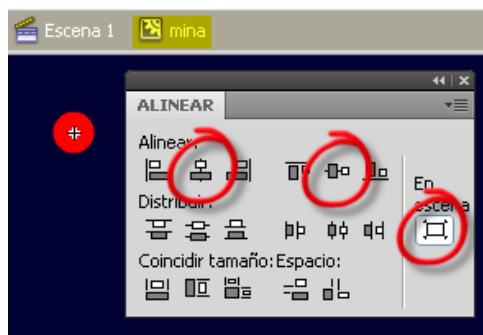 Escena 1 mina
ALINEAR
Alinear:
En
escena
Distribuir:
Coincidir tamaño: Espacio: